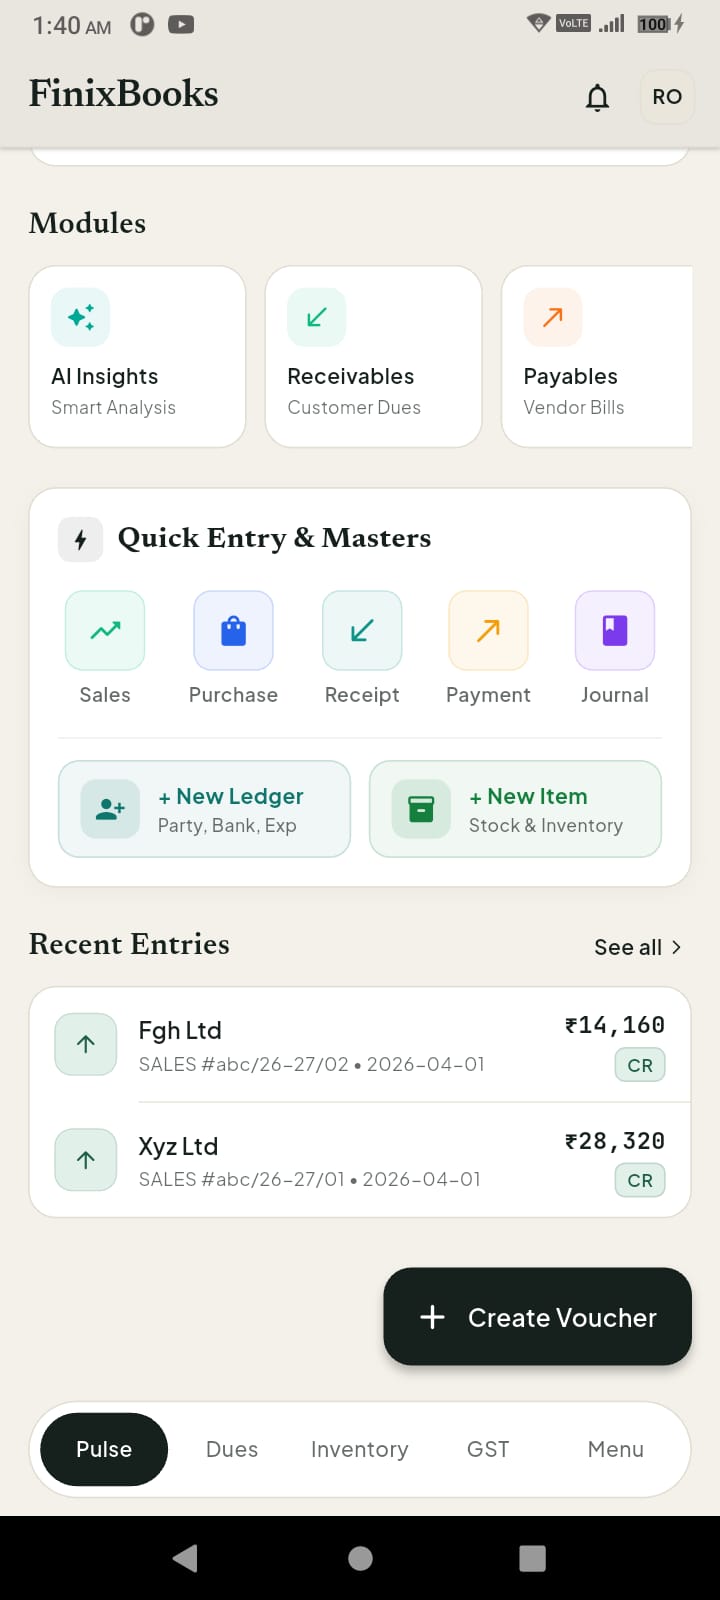 1:40 AM VoLTE 100
FinixBooks
RO
Modules
AI Insights
Smart Analysis
Receivables
Customer Dues
Payables
Vendor Bills
Quick Entry & Masters
Sales Purchase Receipt Payment Journal
+ New Ledger
Party, Bank, Exp
+ New Item
Stock & Inventory
Recent Entries See all
Fgh Ltd ₹14,160
SALES #abc/26-27/02 • 2026-04-01 CR
Xyz Ltd ₹28,320
SALES #abc/26-27/01 • 2026-04-01 CR
+ Create Voucher
Pulse Dues Inventory GST Menu